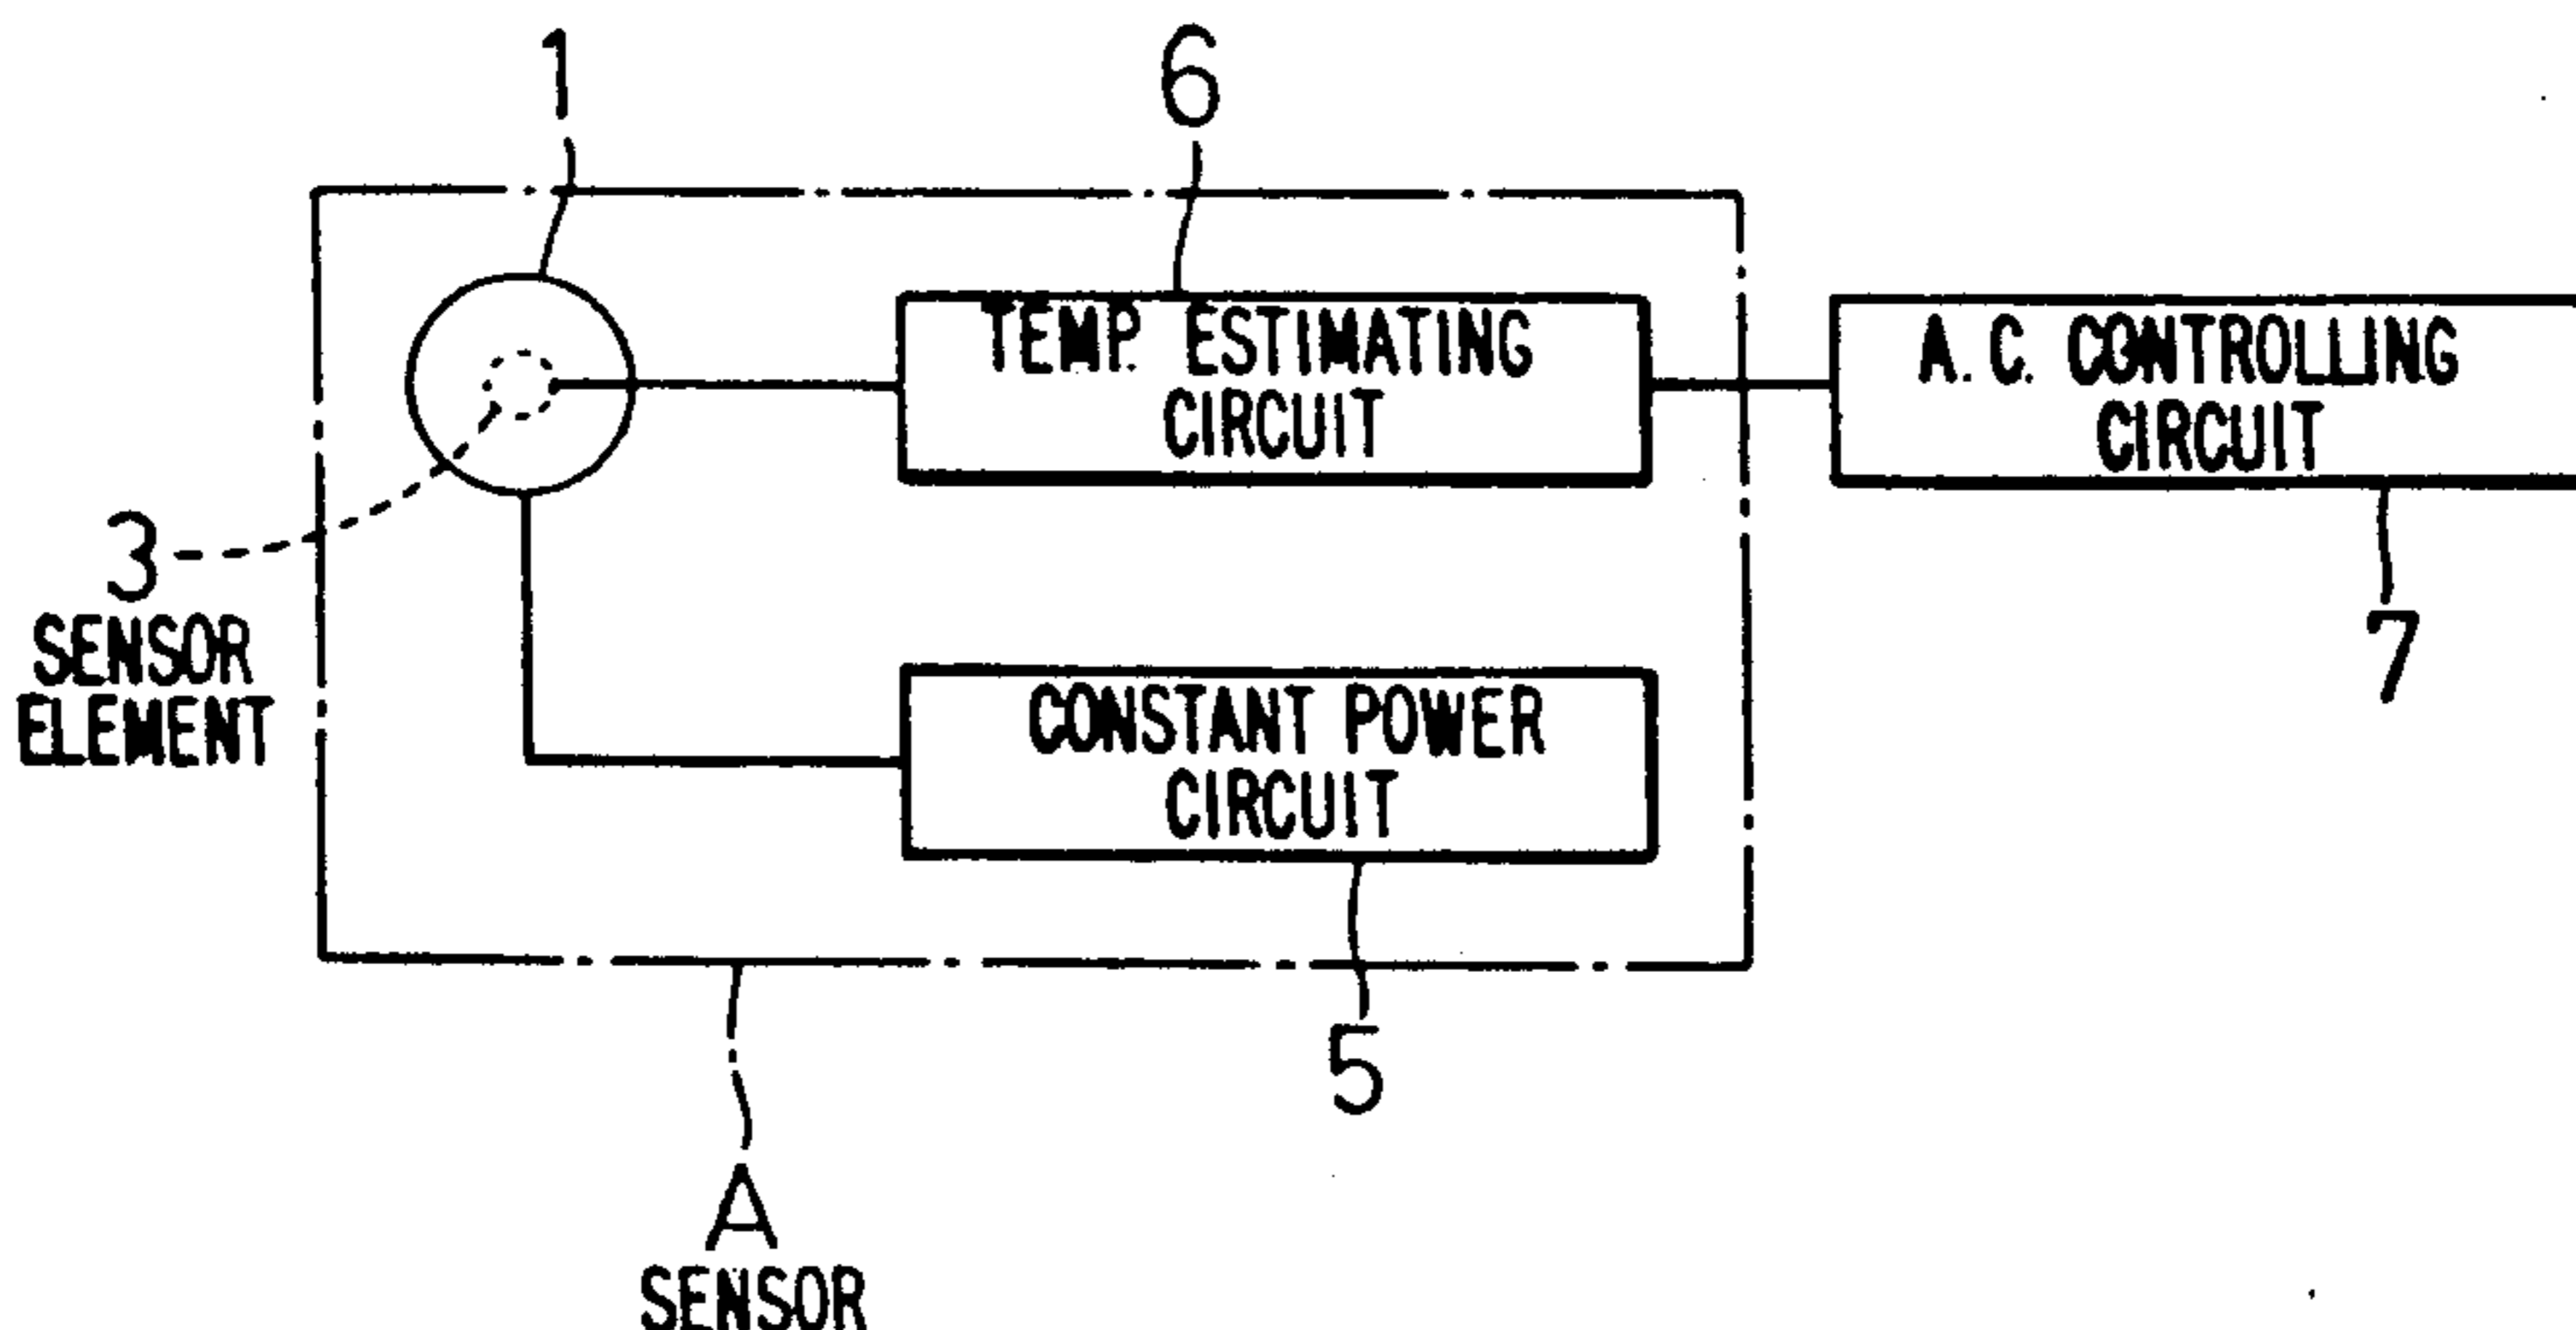 1
6
TEMP. ESTIMATING
CIRCUIT
A. C. CONTROLLING
CIRCUIT
3
SENSOR
ELEMENT
7
CONSTANT POWER
CIRCUIT
5
A
SENSOR